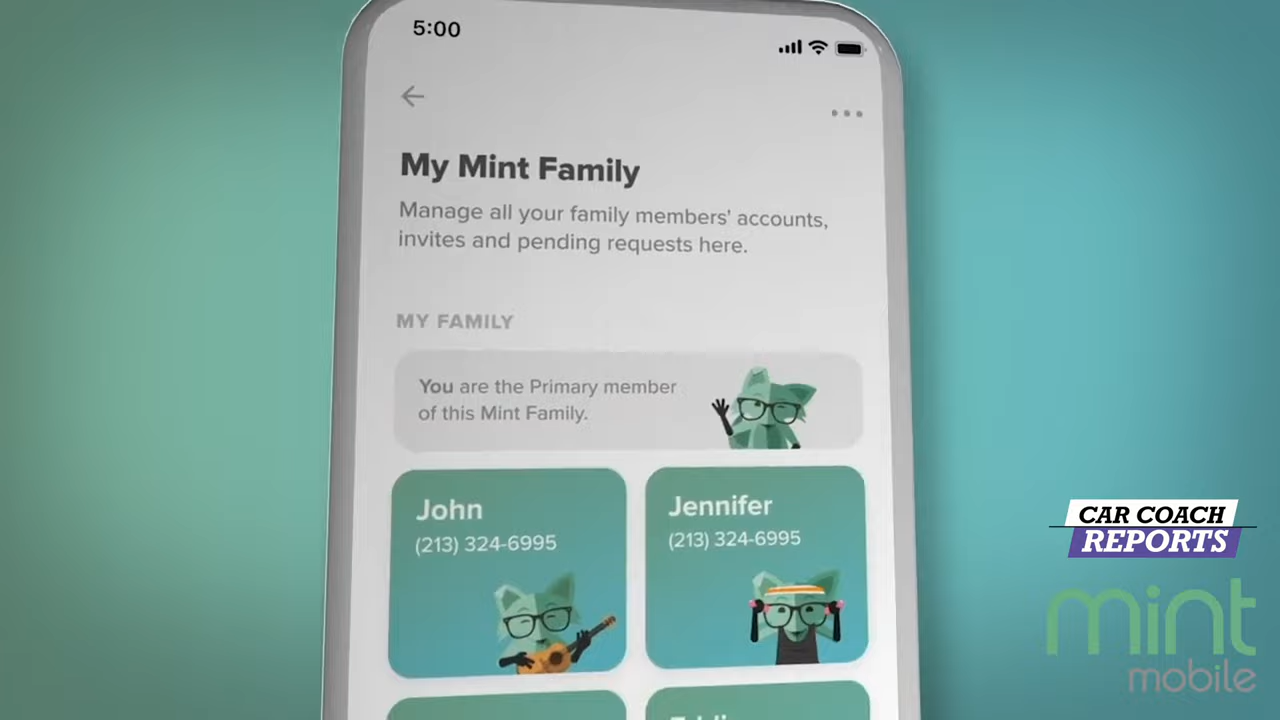 5:00
My Mint Family
Manage all your family members' accounts,
invites and pending requests here.
MY FAMILY
You are the Primary member
of this Mint Family.
John
(213) 324-6995
Jennifer
(213) 324-6995
CAR COACH
REPORTS
mint
mobile